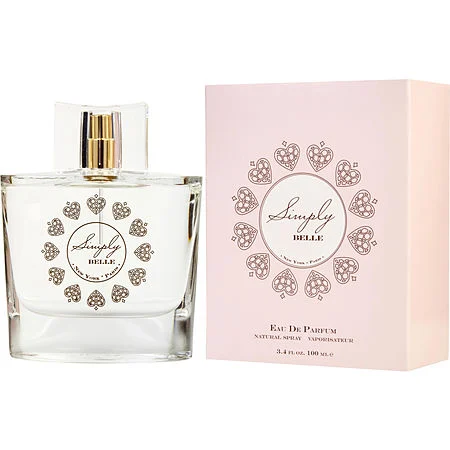 Simply
BELLE
• NEW YORK • PARIS •
Simply
BELLE
• NEW YORK • PARIS •
EAU DE PARFUM
NATURAL SPRAY VAPORISATEUR
3.4 FL OZ. 100 ML ℮